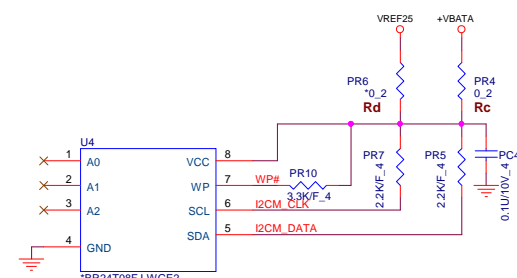 VREF25
+VBATA
PR6
*0_2
Rd
PR4
0_2
Rc
U4
1
A0
VCC
8
2
A1
WP
7
WP#
PR10
3.3K/F_4
3
A2
SCL
6
I2CM_CLK
4
GND
SDA
5
I2CM_DATA
PR7
2.2K/F_4
PR5
2.2K/F_4
PC4
0.1U/10V_4